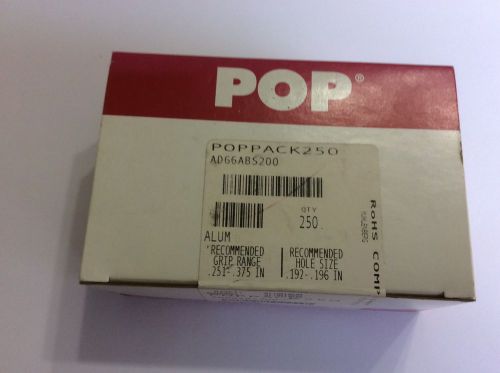 POP®
POPPACK250
AD66ABS200
QTY
250
ALUM
RECOMMENDED
GRIP RANGE
.251-.375 IN
RECOMMENDED
HOLE SIZE
.192-.196 IN
RoHS COMP